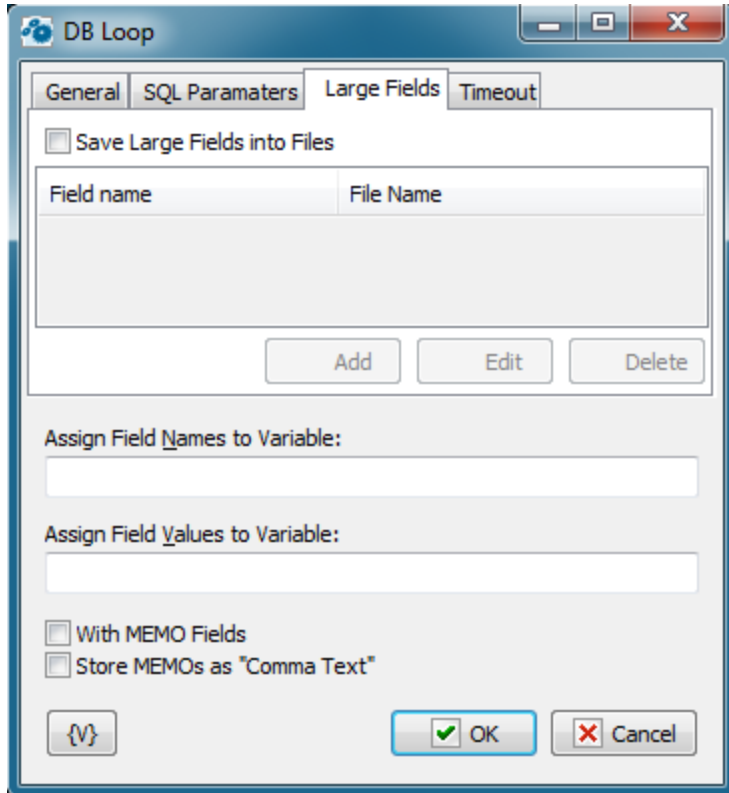 DB Loop
General SQL Paramaters Large Fields Timeout
Save Large Fields into Files
Field name File Name
Add Edit Delete
Assign Field Names to Variable:
Assign Field Values to Variable:
With MEMO Fields
Store MEMOs as "Comma Text"
{V} OK Cancel